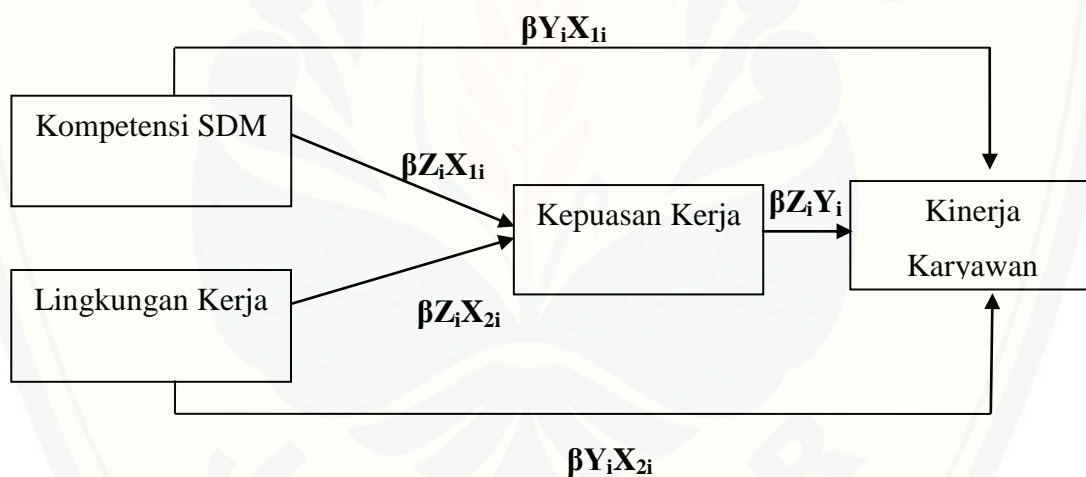 βYᵢX₁ᵢ
Kompetensi SDM
βZᵢX₁ᵢ
Kepuasan Kerja
βZᵢYᵢ
Kinerja
Karyawan
Lingkungan Kerja
βZᵢX₂ᵢ
βYᵢX₂ᵢ